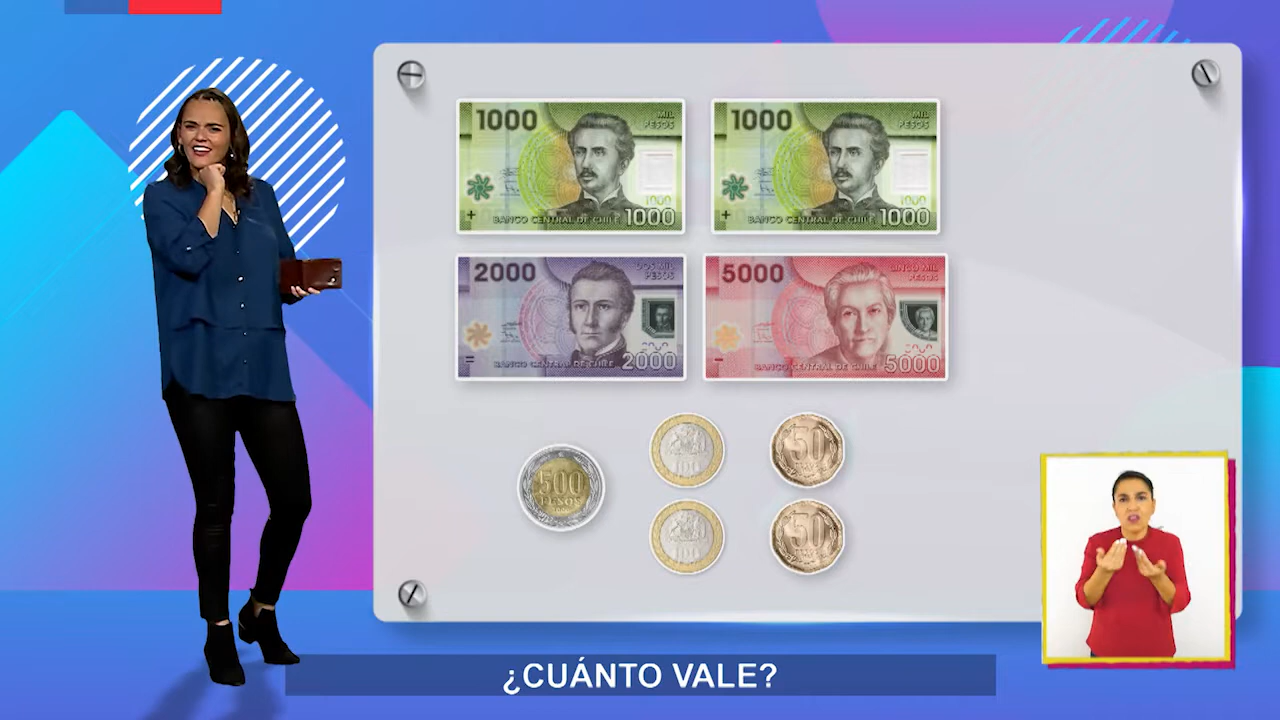 1000
MIL
PESOS
1000
BANCO CENTRAL DE CHILE 1000
1000
MIL
PESOS
1000
BANCO CENTRAL DE CHILE 1000
2000
DOS MIL
PESOS
BANCO CENTRAL DE CHILE 2000
5000
CINCO MIL
PESOS
BANCO CENTRAL DE CHILE 5000
500
PESOS
100
50
100
50
¿CUÁNTO VALE?